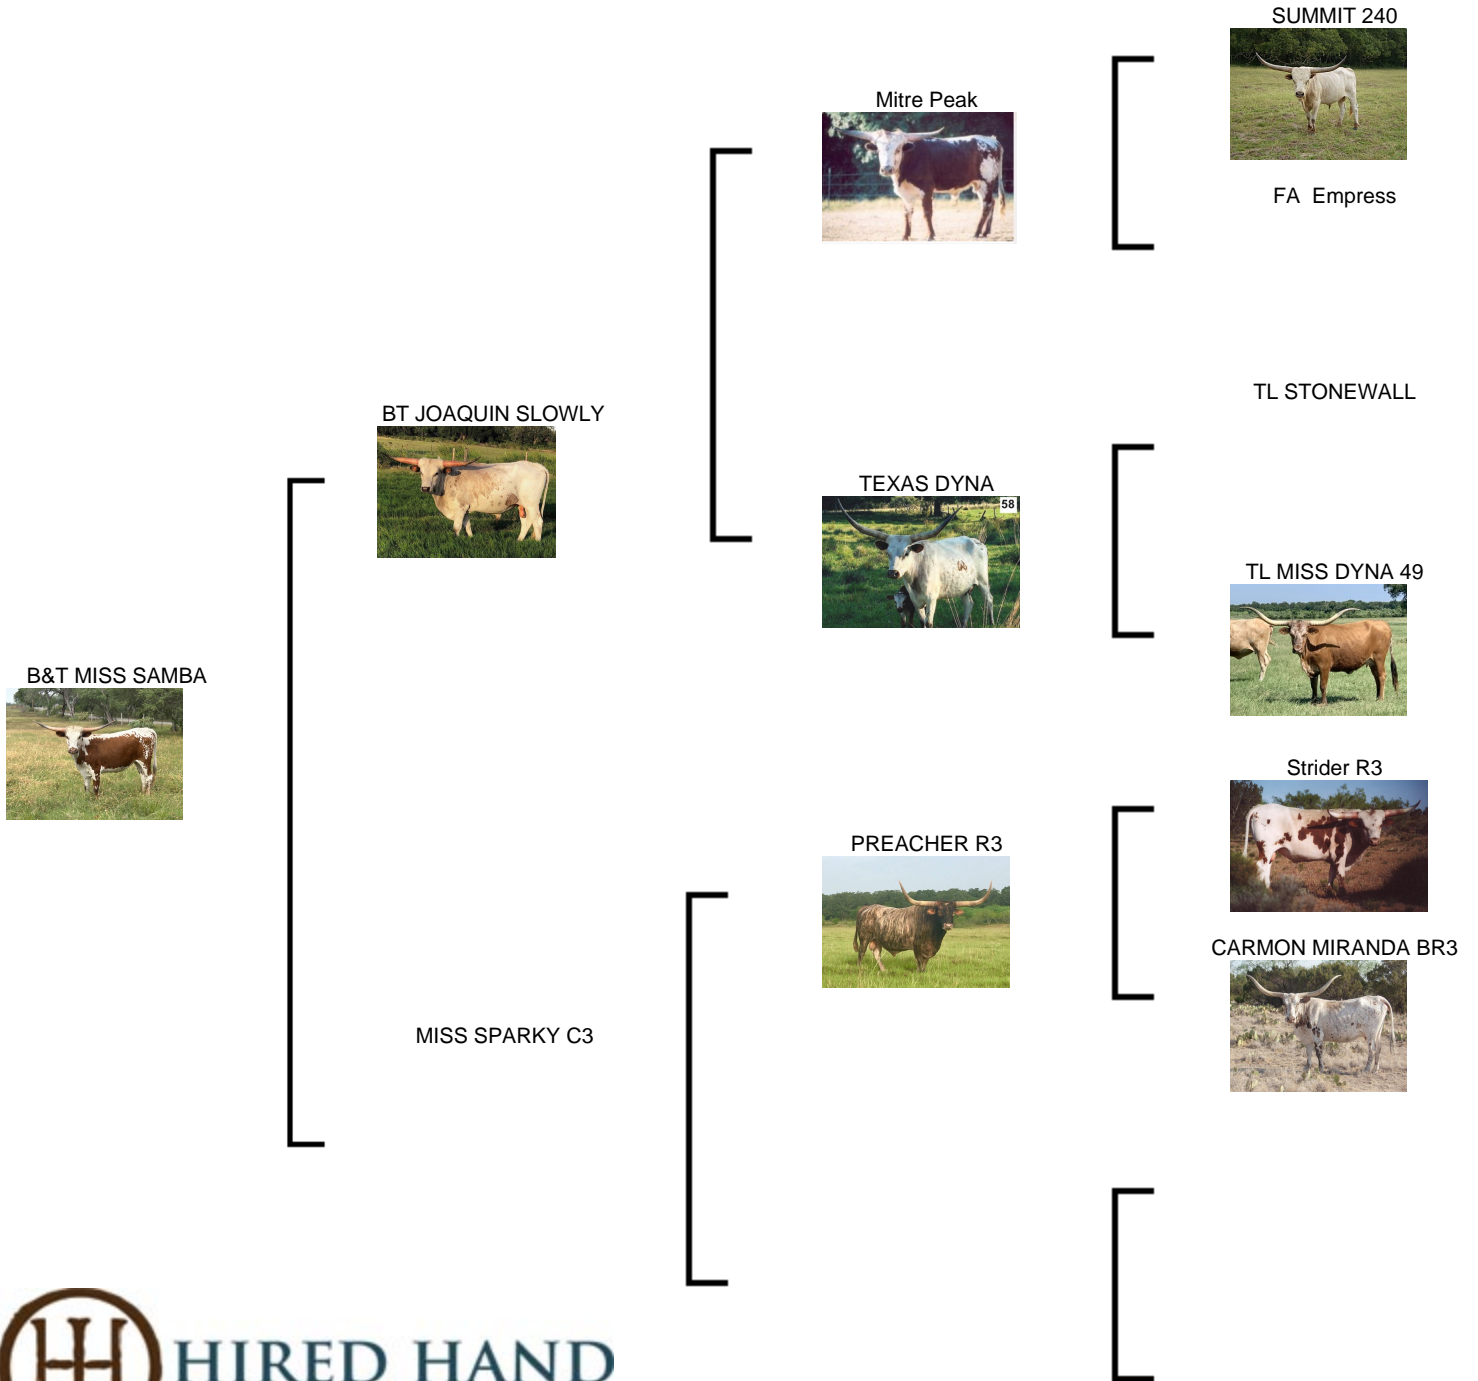 SUMMIT 240
Mitre Peak
FA  Empress
TL STONEWALL
BT JOAQUIN SLOWLY
TEXAS DYNA
58
TL MISS DYNA 49
B&T MISS SAMBA
Strider R3
PREACHER R3
CARMON MIRANDA BR3
MISS SPARKY C3
HIRED HAND